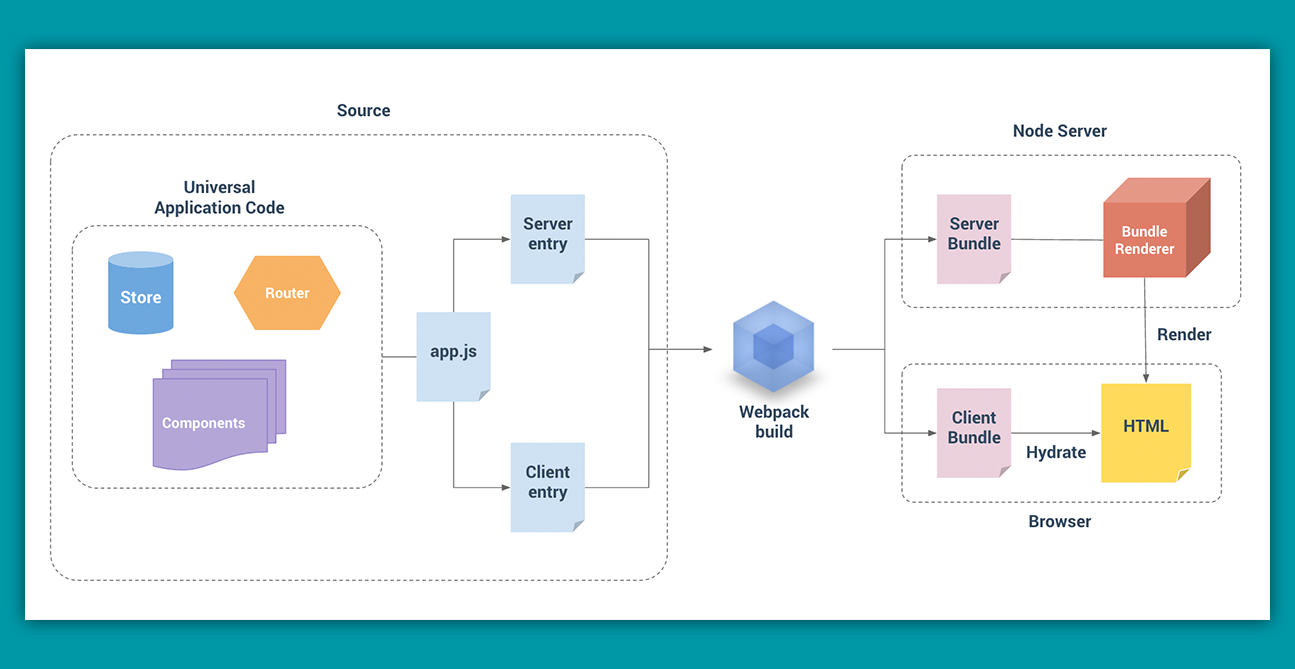 Source
Universal
Application Code
Store
Router
Components
app.js
Server
entry
Client
entry
Webpack
build
Node Server
Server
Bundle
Bundle
Renderer
Render
Client
Bundle
Hydrate
HTML
Browser